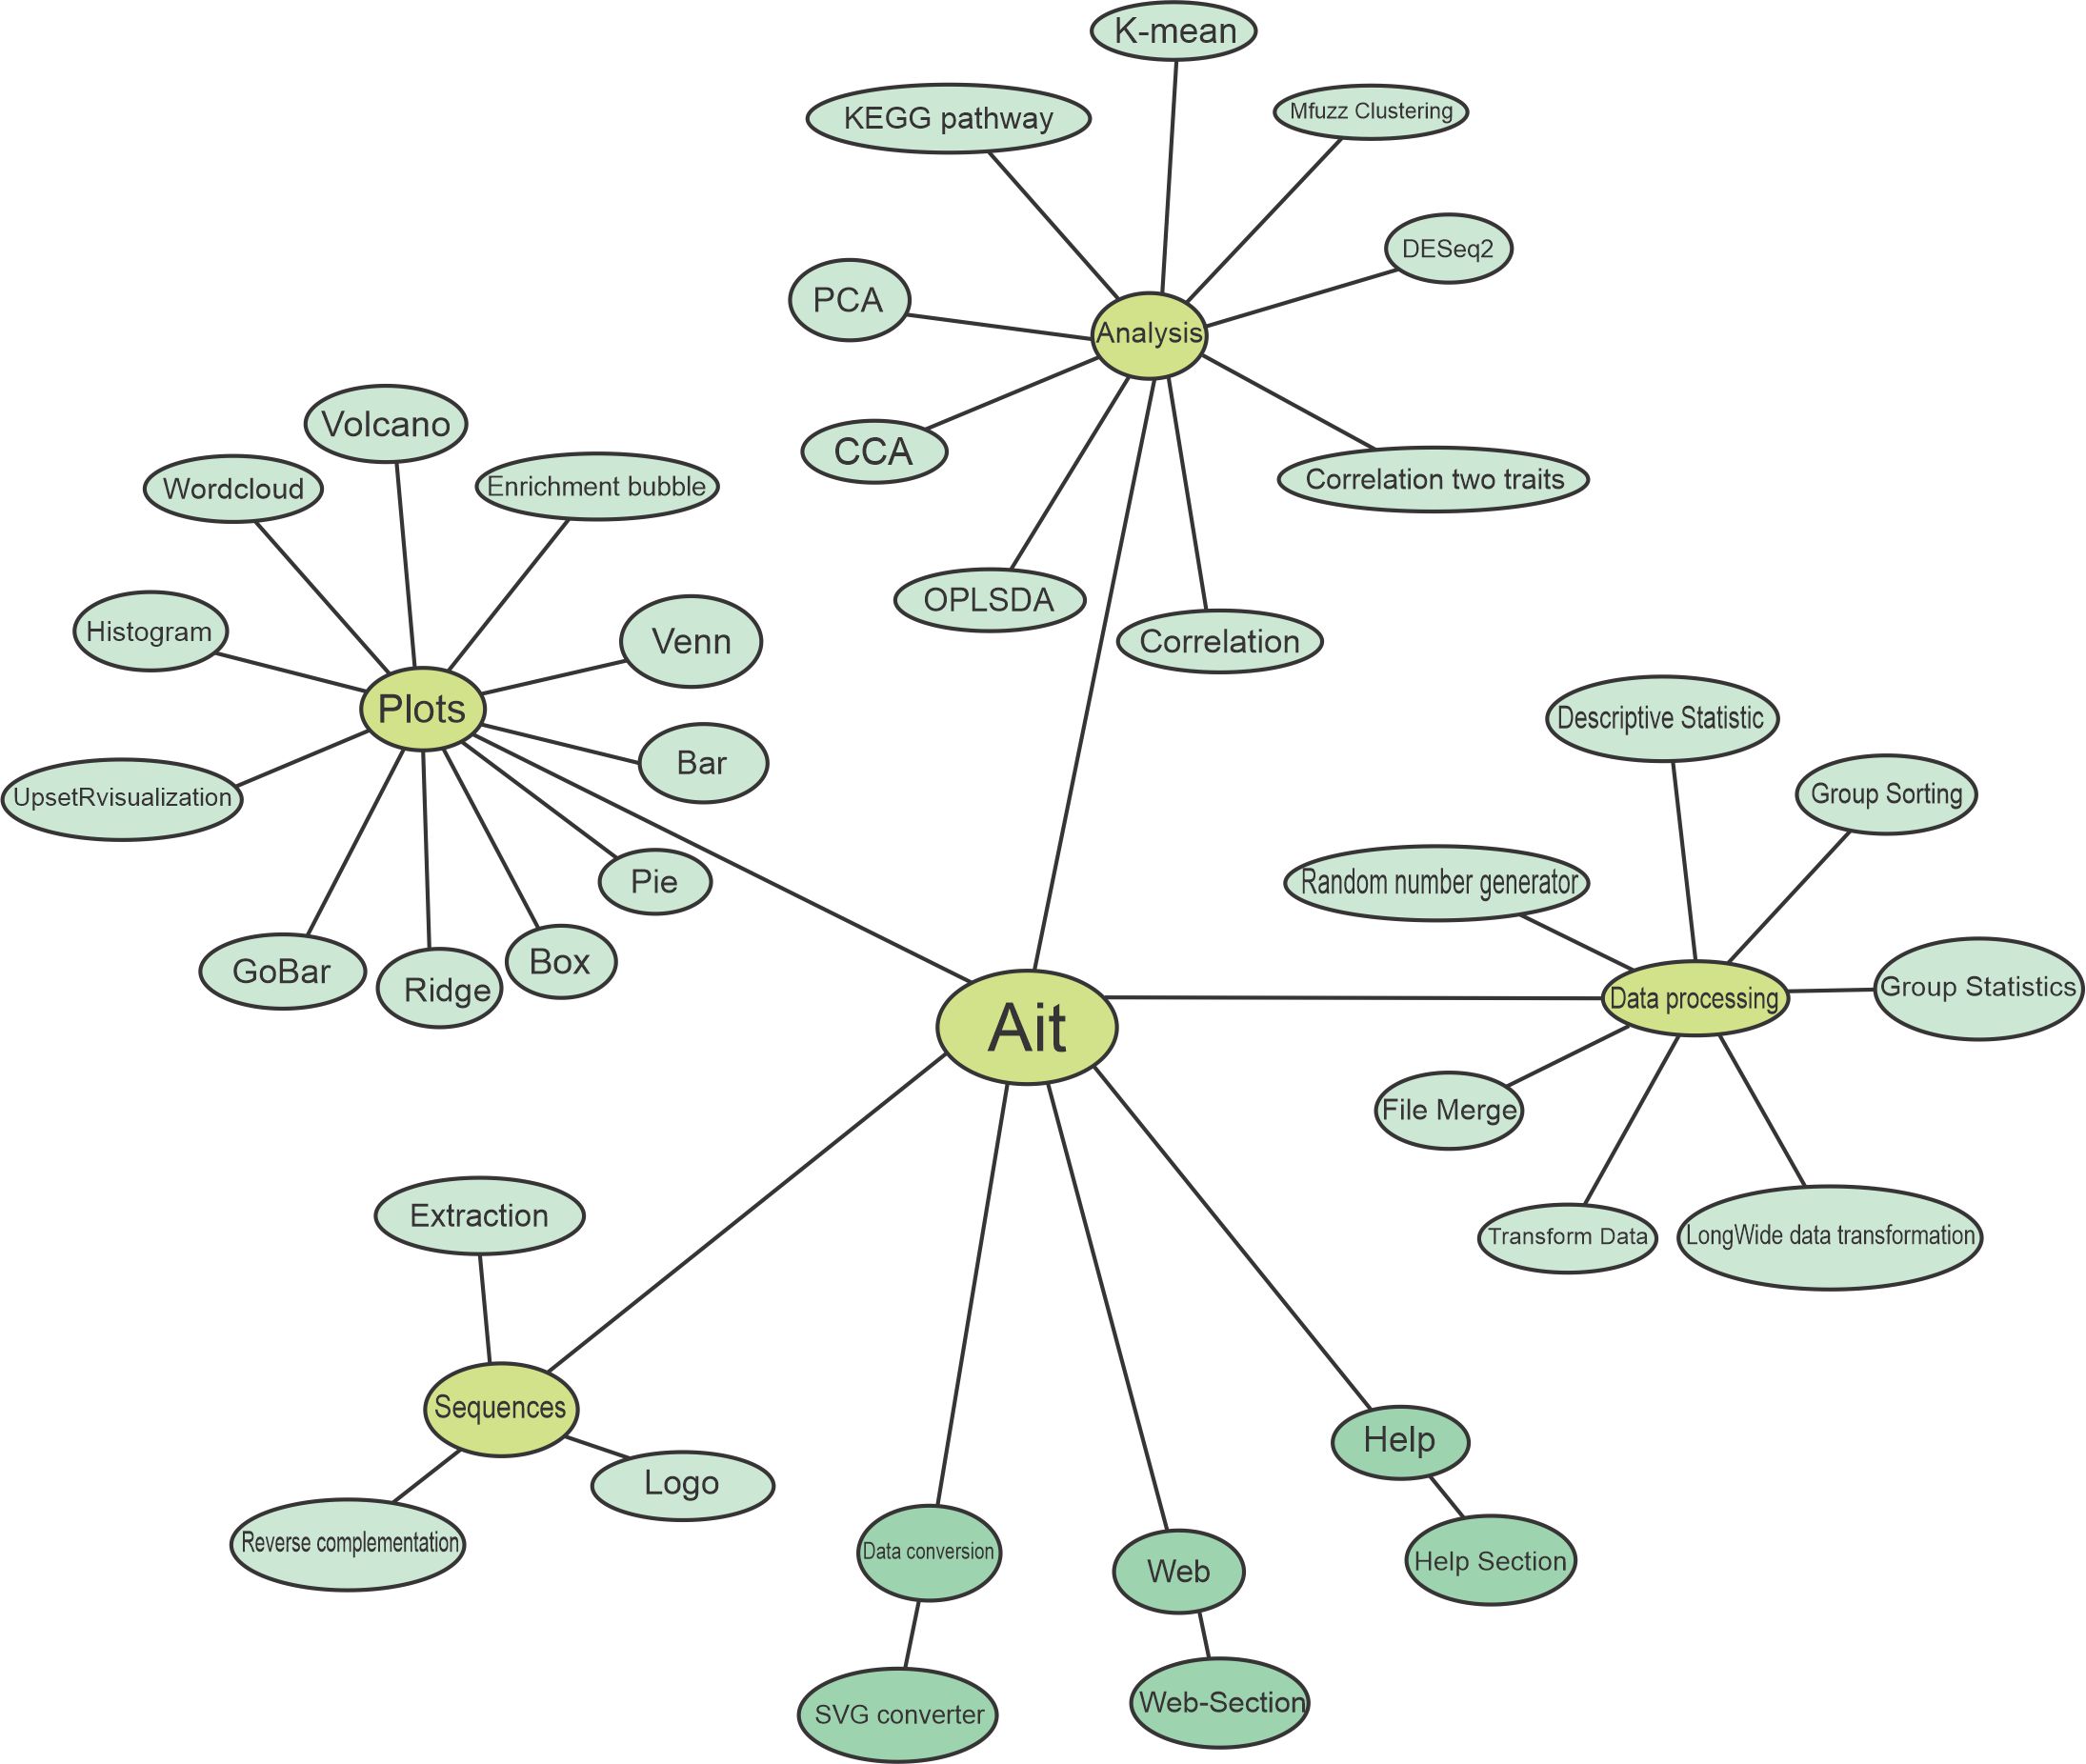 K-mean
KEGG pathway
Mfuzz Clustering
DESeq2
PCA
Analysis
Volcano
CCA
Correlation two traits
Wordcloud
Enrichment bubble
OPLSDA
Correlation
Histogram
Venn
Plots
Descriptive Statistic
Bar
UpsetRvisualization
Group Sorting
Pie
Random number generator
Box
GoBar
Ridge
Group Statistics
Data processing
Ait
File Merge
Extraction
Transform Data
LongWide data transformation
Sequences
Help
Logo
Reverse complementation
Data conversion
Help Section
Web
Web-Section
SVG converter